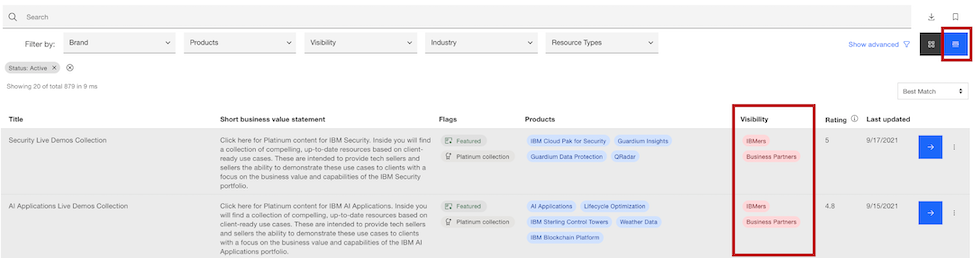 Search
Filter by: Brand Products Visibility Industry Resource Types Show advanced
Status: Active
Showing 20 of total 879 in 9 ms
Best Match
Title Short business value statement Flags Products Visibility Rating Last updated
Security Live Demos Collection
Click here for Platinum content for IBM Security. Inside you will find
a collection of compelling, up-to-date resources based on client-
ready use cases. These are intended to provide tech sellers and
sellers the ability to demonstrate these use cases to clients with
a focus on the business value and capabilities of the IBM Security
portfolio.
Featured
Platinum collection
IBM Cloud Pak for Security Guardium Insights
Guardium Data Protection QRadar
IBMers
Business Partners
5
9/17/2021
AI Applications Live Demos Collection
Click here for Platinum content for IBM AI Applications. Inside you
will find a collection of compelling, up-to-date resources based on
client-ready use cases. These are intended to provide tech sellers
and sellers the ability to demonstrate these use cases to clients
with a focus on the business value and capabilities of the IBM AI
Applications portfolio.
Featured
Platinum collection
AI Applications Lifecycle Optimization
IBM Sterling Control Towers Weather Data
IBM Blockchain Platform
IBMers
Business Partners
4.8
9/15/2021